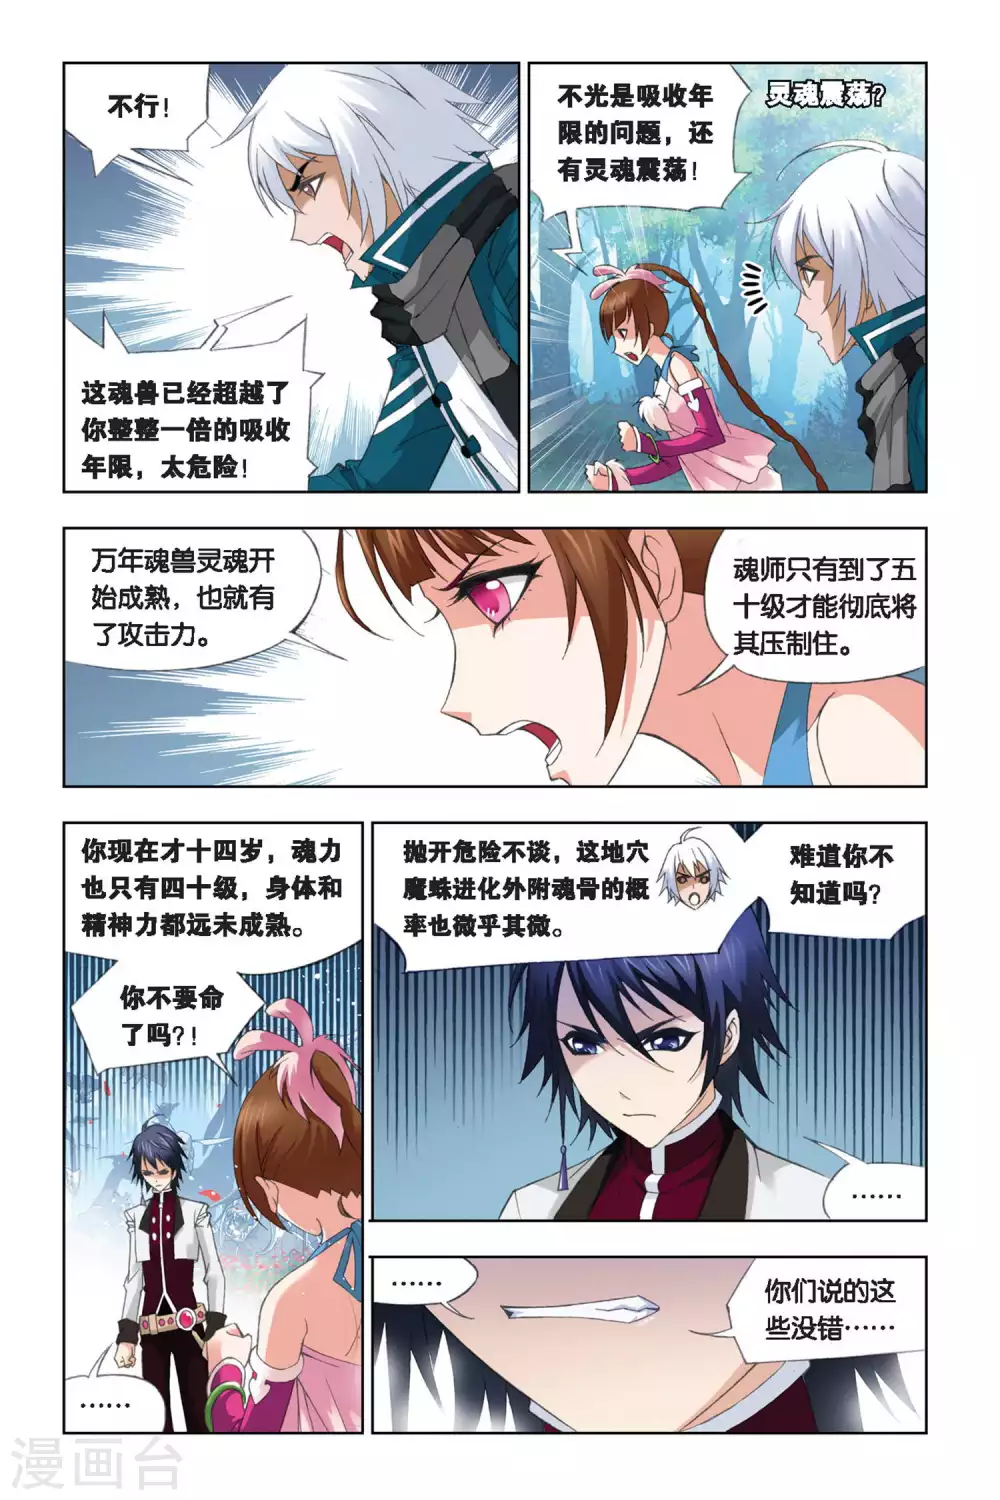 不行！
这魂兽已经超越了
你整整一倍的吸收
年限，太危险！
不光是吸收年
限的问题，还
有灵魂震荡！
灵魂震荡？
万年魂兽灵魂开
始成熟，也就有
了攻击力。
魂师只有到了五
十级才能彻底将
其压制住。
你现在才十四岁，魂力
也只有四十级，身体和
精神力都远未成熟。
你不要命
了吗？！
……
抛开危险不谈，这地穴
魔蛛进化外附魂骨的概
率也微乎其微。
难道你不
知道吗？
……
……
你们说的这
些没错……
漫画台